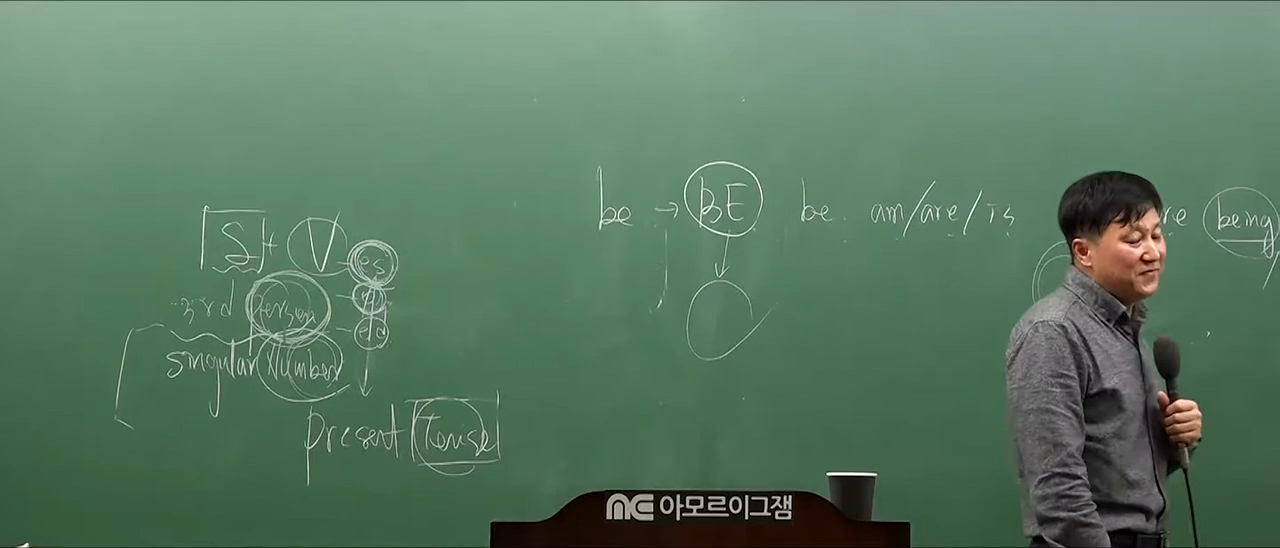 be → BE be. am/are/is re being
S + V - es
3rd Person
singular Number
present Tense
아모르이그잼